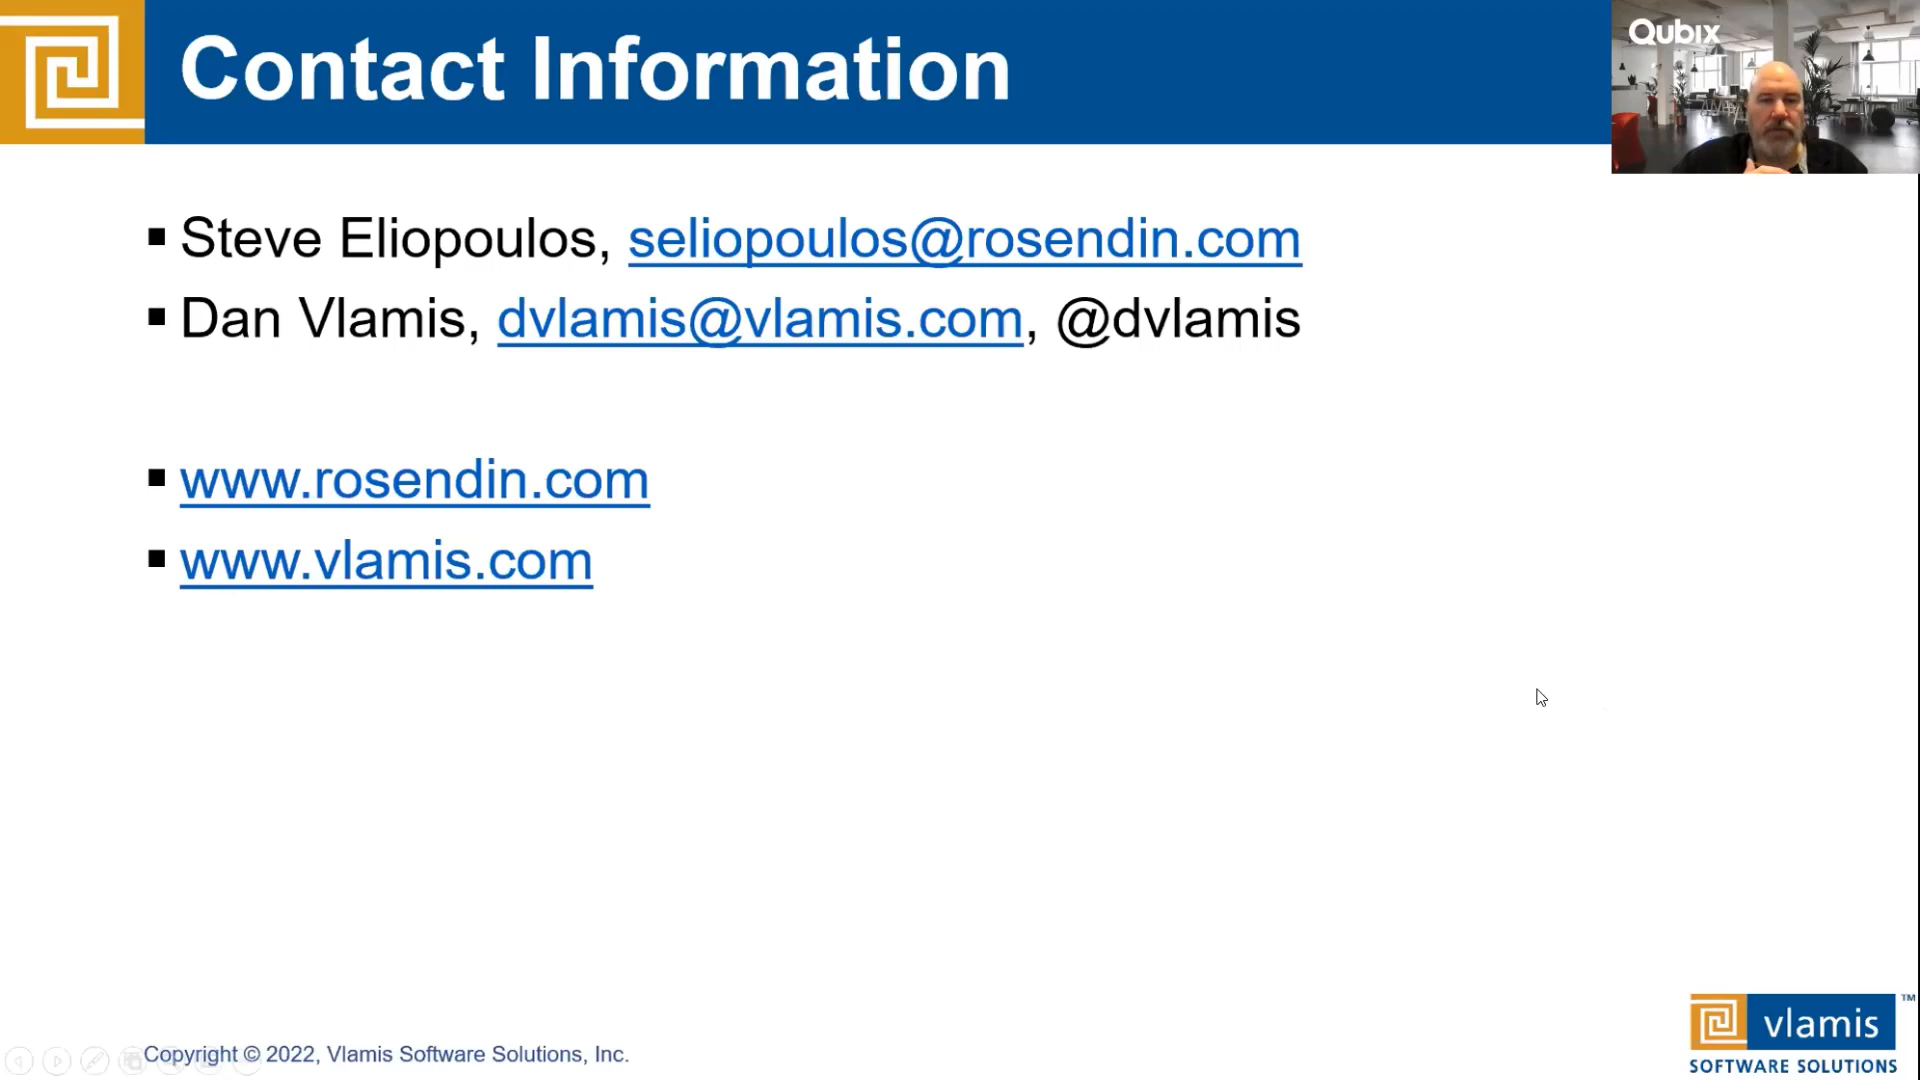 Contact Information
Qubix
▪ Steve Eliopoulos, seliopoulos@rosendin.com
▪ Dan Vlamis, dvlamis@vlamis.com, @dvlamis
▪ www.rosendin.com
▪ www.vlamis.com
Copyright © 2022, Vlamis Software Solutions, Inc.
vlamis ™
SOFTWARE SOLUTIONS